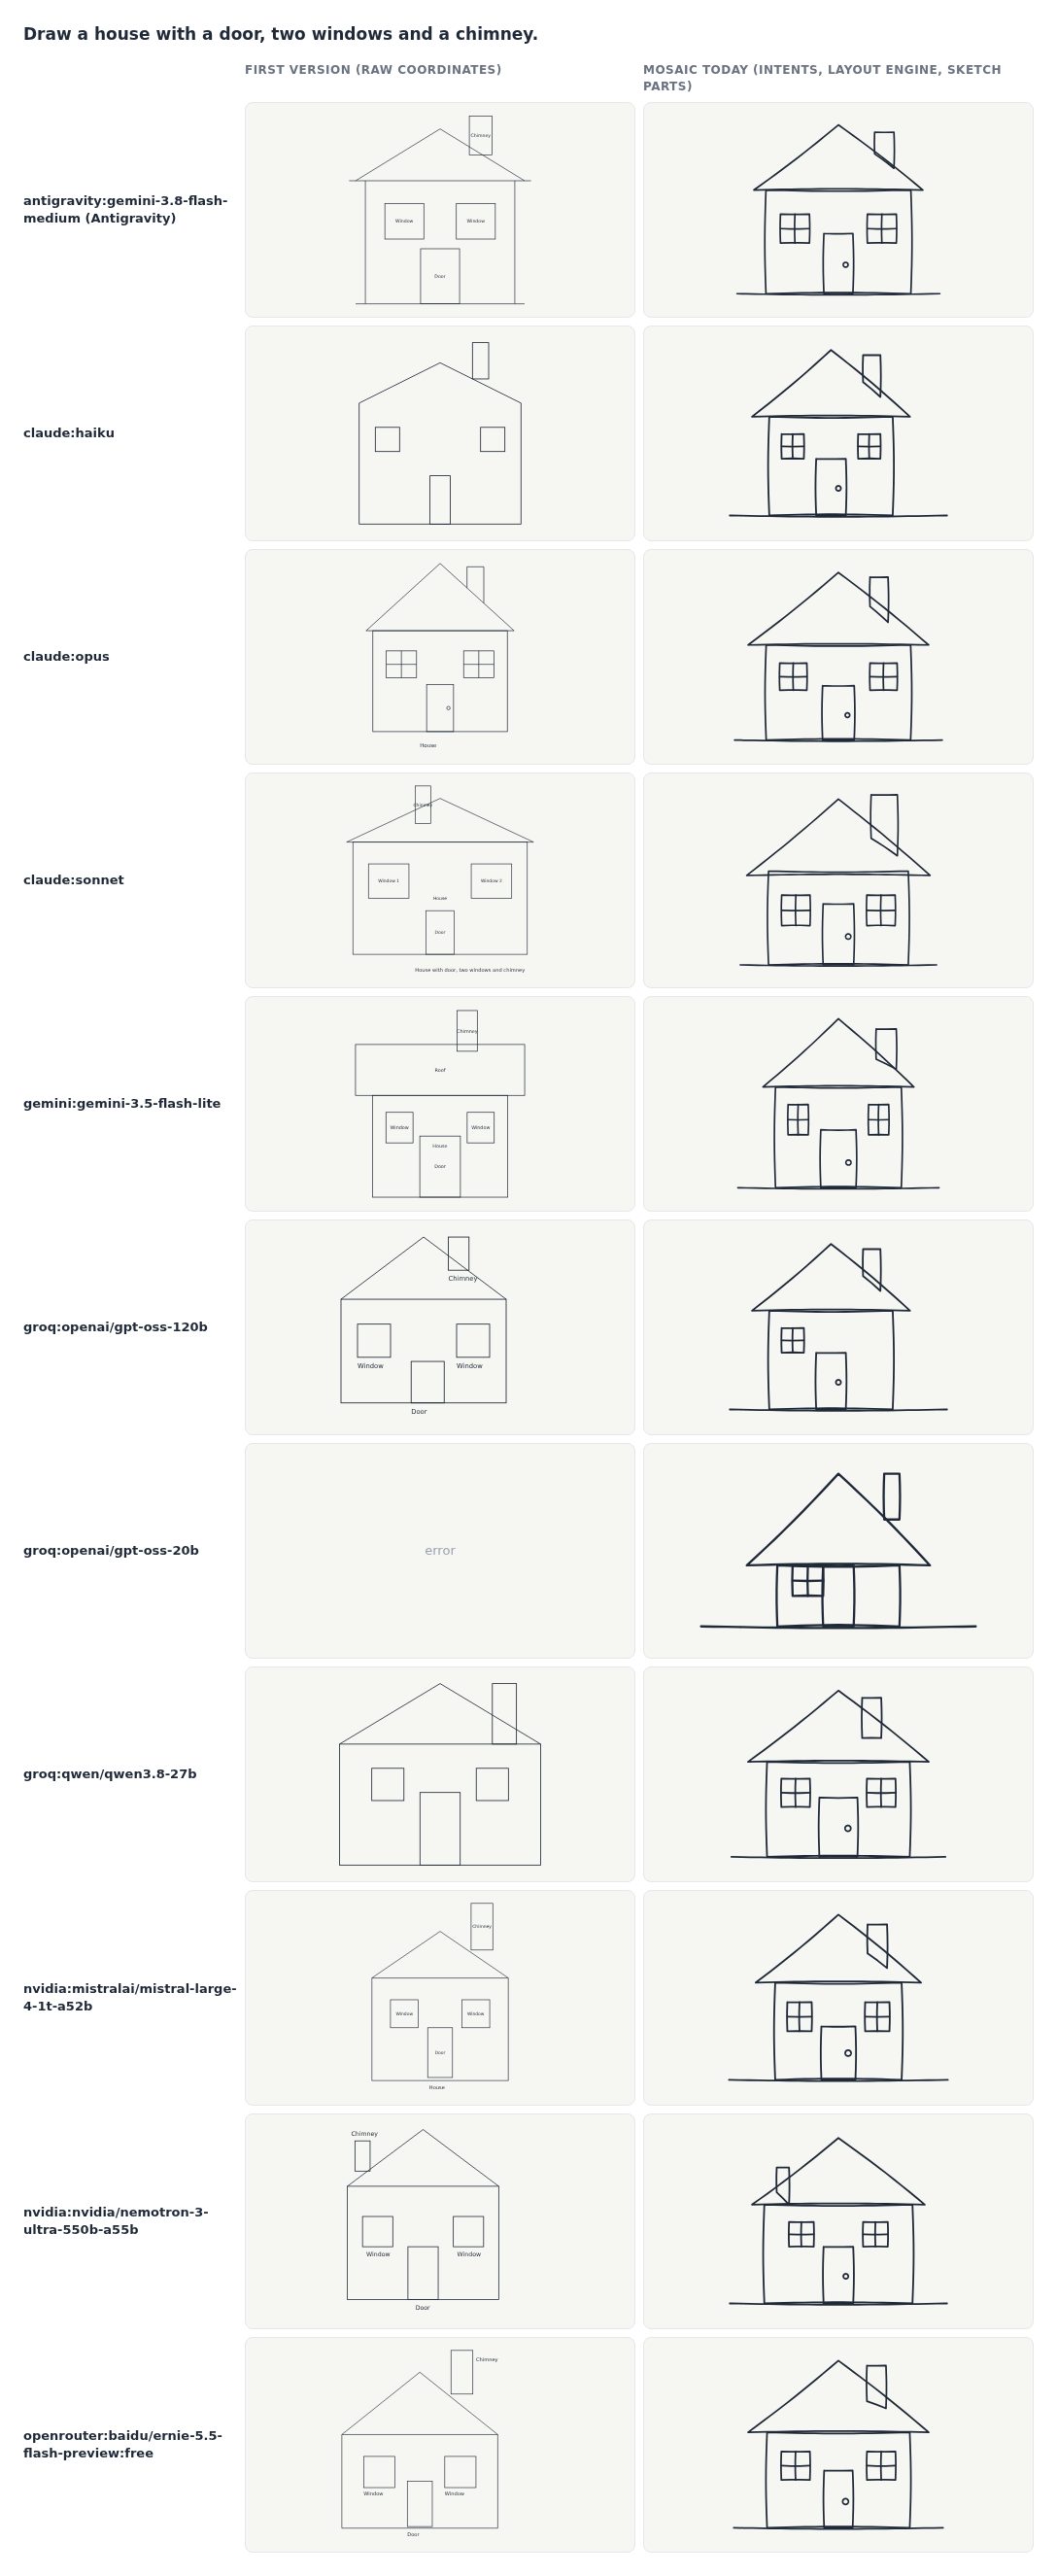 Draw a house with a door, two windows and a chimney.
FIRST VERSION (RAW COORDINATES)
MOSAIC TODAY (INTENTS, LAYOUT ENGINE, SKETCH
PARTS)
antigravity:gemini-3.8-flash-
medium (Antigravity)
Chimney
Window Window
Door
claude:haiku
claude:opus
House
claude:sonnet
Chimney
Window 1 Window 2
House
Door
House with door, two windows and chimney
gemini:gemini-3.5-flash-lite
Chimney
Roof
Window Window
House
Door
groq:openai/gpt-oss-120b
Chimney
Window Window
Door
groq:openai/gpt-oss-20b
error
groq:qwen/qwen3.8-27b
nvidia:mistralai/mistral-large-
4-1t-a52b
Chimney
Window Window
Door
House
nvidia:nvidia/nemotron-3-
ultra-550b-a55b
Chimney
Window Window
Door
openrouter:baidu/ernie-5.5-
flash-preview:free
Chimney
Window Window
Door